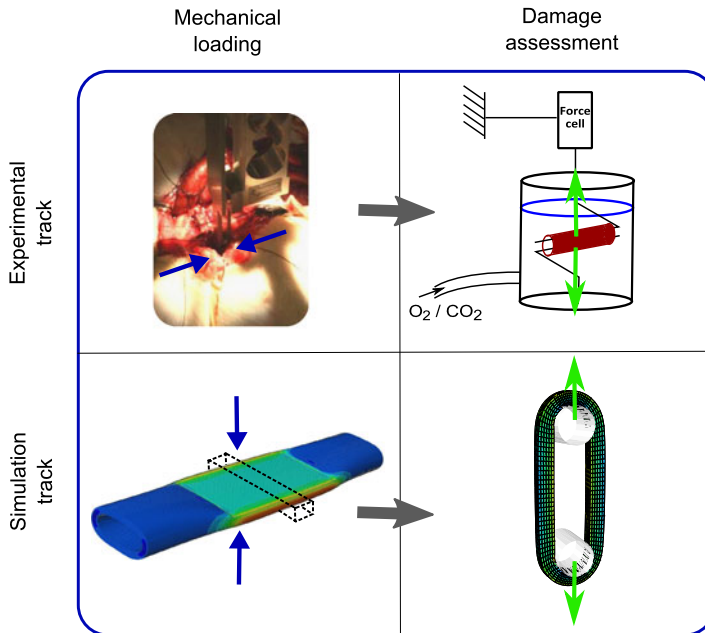 Mechanical
loading
Damage
assessment
Experimental
track
Force
cell
O₂ / CO₂
Simulation
track